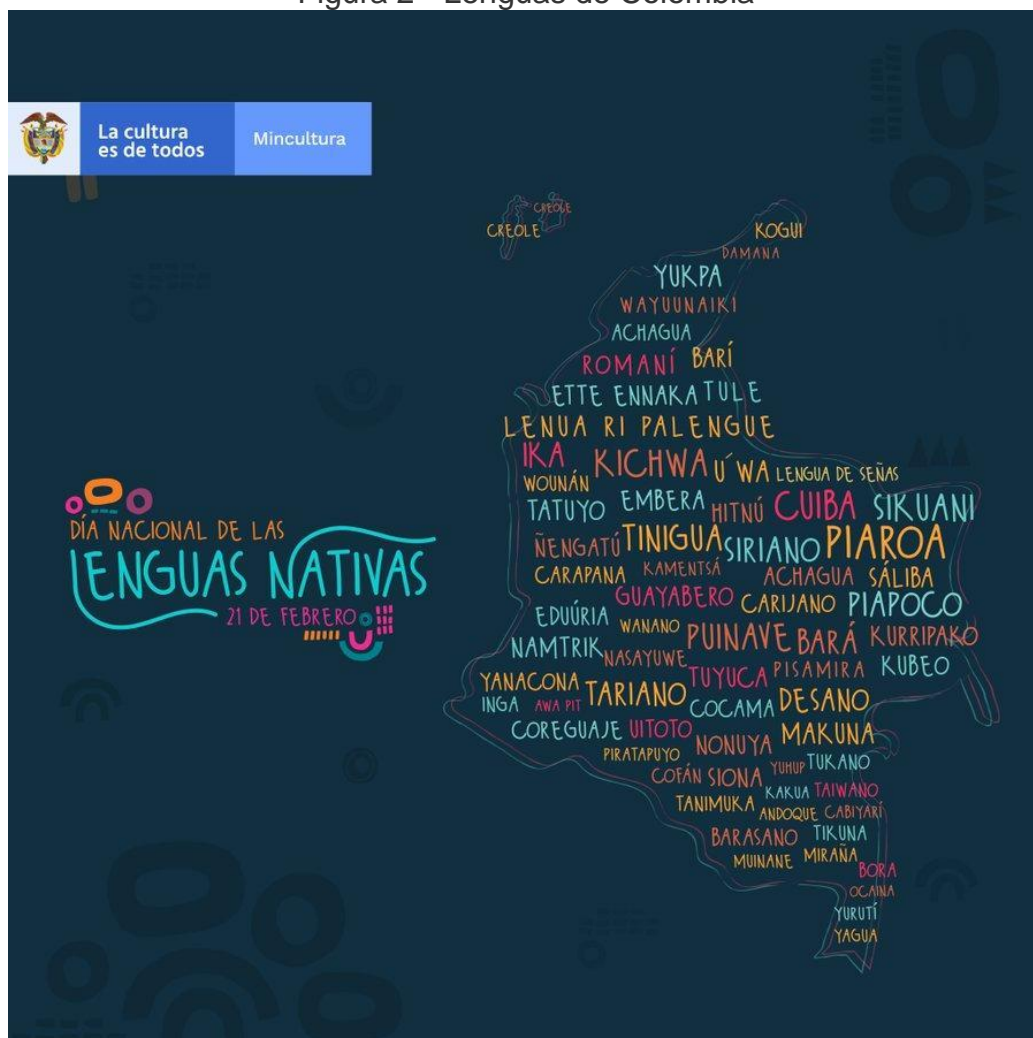 Figura 2 - Lenguas de Colombia
La cultura
es de todos
Mincultura
DÍA NACIONAL DE LAS
LENGUAS NATIVAS
21 DE FEBRERO
CREOLE
CREOLE
KOGUI
DAMANA
YUKPA
WAYUUNAIKI
ACHAGUA
ROMANÍ BARÍ
ETTE ENNAKA TULE
LENUA RI PALENGUE
IKA KICHWA U´WA LENGUA DE SEÑAS
WOUNÁN
TATUYO EMBERA HITNÚ CUIBA SIKUANI
ÑENGATÚ TINIGUA SIRIANO PIAROA
CARAPANA KAMENTSÁ ACHAGUA SÁLIBA
GUAYABERO CARIJANO PIAPOCO
EDUÚRIA WANANO PUINAVE BARÁ KURRIPAKO
NAMTRIK NASAYUWE TUYUCA PISAMIRA KUBEO
YANACONA TARIANO COCAMA DESANO
INGA AWA PIT
COREGUAJE UITOTO NONUYA MAKUNA
PIRATAPUYO
COFÁN SIONA YUHUP TUKANO
KAKUA TAIWANO
TANIMUKA ANDOQUE CABIYARÍ
BARASANO TIKUNA
MUINANE MIRAÑA
BORA
OCAINA
YURUTÍ
YAGUA